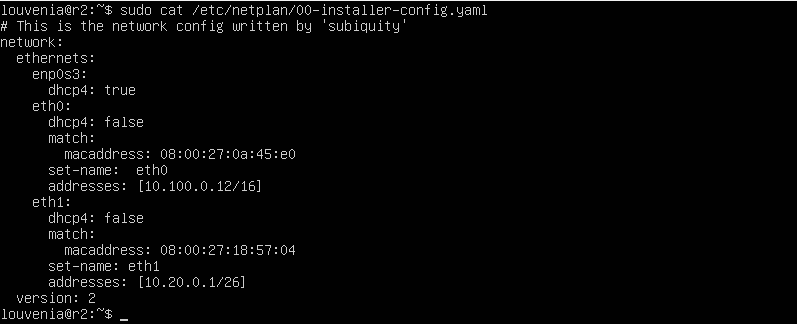 louvenia@r2:~$ sudo cat /etc/netplan/00-installer-config.yaml
# This is the network config written by 'subiquity'
network:
  ethernets:
    enp0s3:
      dhcp4: true
    eth0:
      dhcp4: false
      match:
        macaddress: 08:00:27:0a:45:e0
      set-name:  eth0
      addresses: [10.100.0.12/16]
    eth1:
      dhcp4: false
      match:
        macaddress: 08:00:27:18:57:04
      set-name: eth1
      addresses: [10.20.0.1/26]
  version: 2
louvenia@r2:~$ _